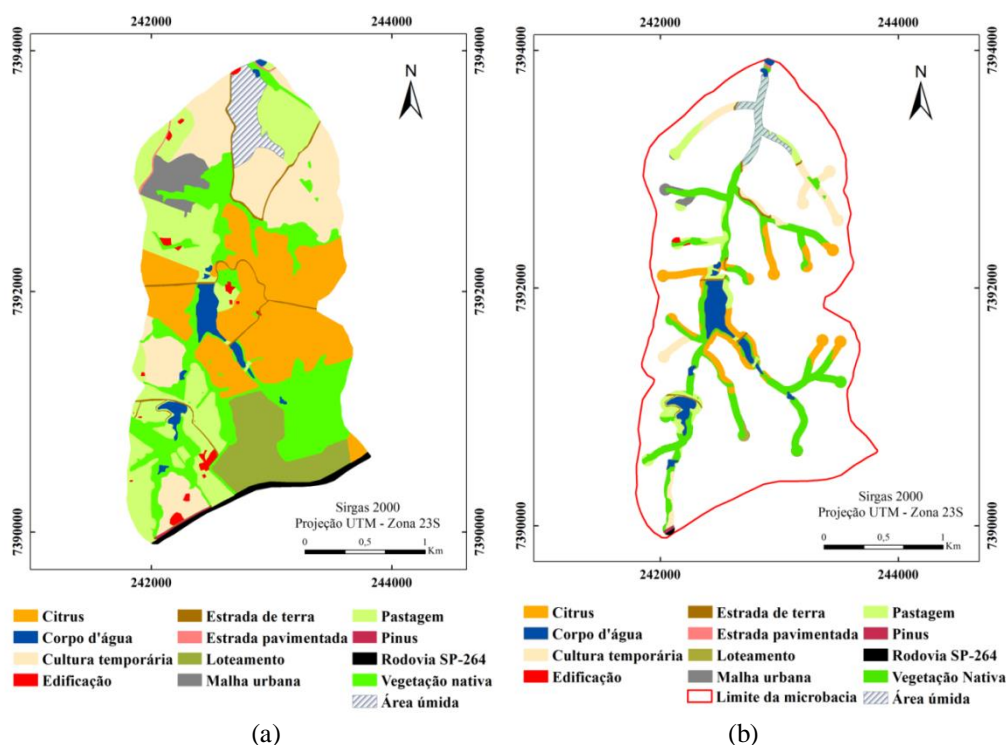 242000 244000
7394000
7392000
7390000
7394000
7392000
7390000
N
Sirgas 2000
Projeção UTM - Zona 23S
0 0,5 1
Km
242000 244000
Citrus
Corpo d'água
Cultura temporária
Edificação
Estrada de terra
Estrada pavimentada
Loteamento
Malha urbana
Pastagem
Pinus
Rodovia SP-264
Vegetação nativa
Área úmida
(a)
242000 244000
7394000
7392000
7390000
7394000
7392000
7390000
N
Sirgas 2000
Projeção UTM - Zona 23S
0 0,5 1
Km
242000 244000
Citrus
Corpo d'água
Cultura temporária
Edificação
Estrada de terra
Estrada pavimentada
Loteamento
Malha urbana
Limite da microbacia
Pastagem
Pinus
Rodovia SP-264
Vegetação Nativa
Área úmida
(b)